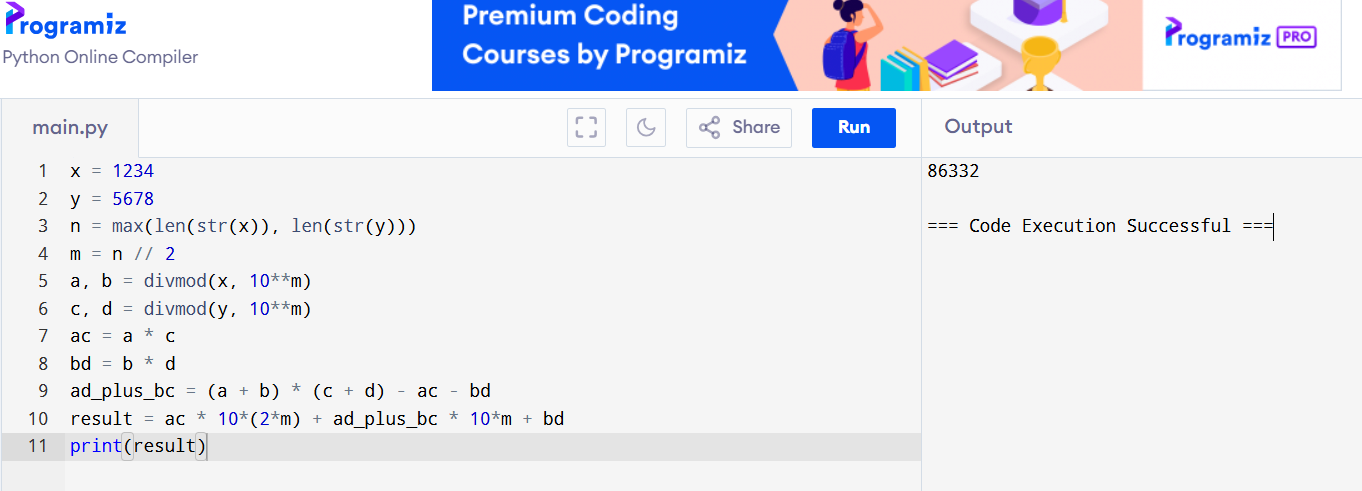 Programiz
Python Online Compiler
Premium Coding
Courses by Programiz
Programiz PRO
main.py
Share
Run
Output
1 x = 1234
2 y = 5678
3 n = max(len(str(x)), len(str(y)))
4 m = n // 2
5 a, b = divmod(x, 10**m)
6 c, d = divmod(y, 10**m)
7 ac = a * c
8 bd = b * d
9 ad_plus_bc = (a + b) * (c + d) - ac - bd
10 result = ac * 10*(2*m) + ad_plus_bc * 10*m + bd
11 print(result)
86332
=== Code Execution Successful ===